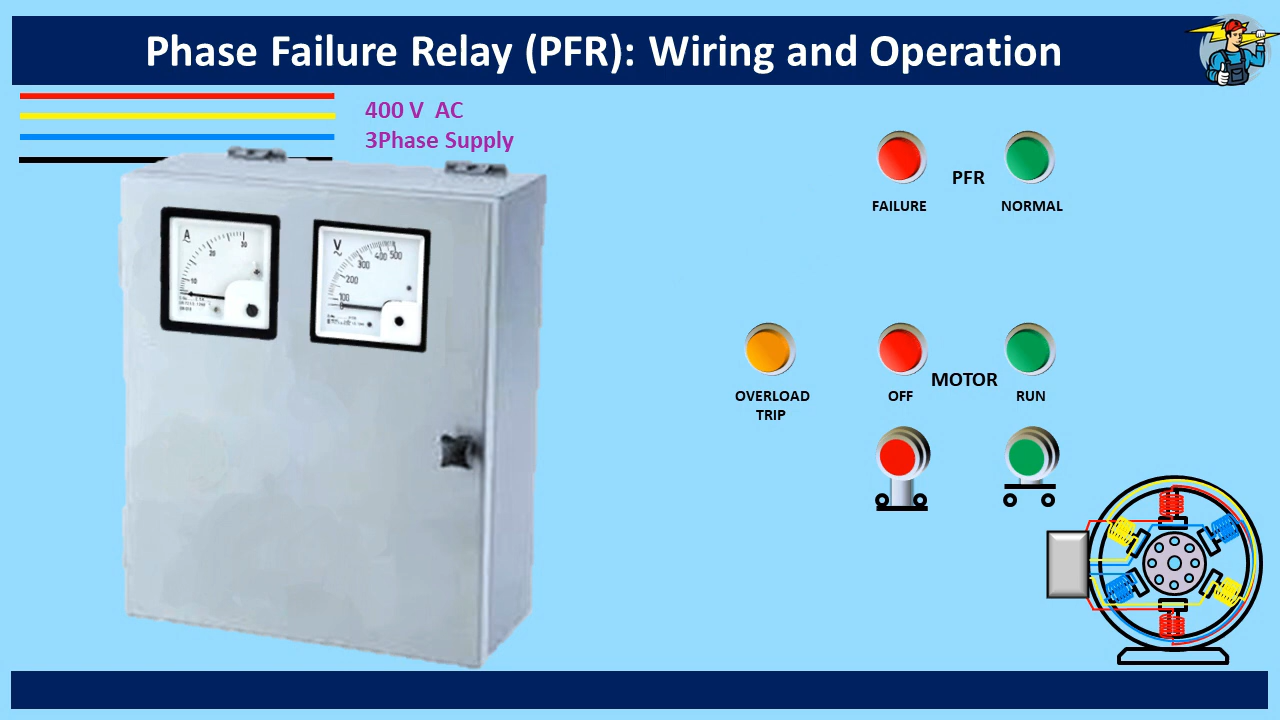 Phase Failure Relay (PFR): Wiring and Operation
400 V  AC
3Phase Supply
PFR
FAILURE
NORMAL
A
10
20
30
V
0
100
200
300
400
500
OVERLOAD
TRIP
OFF
MOTOR
RUN